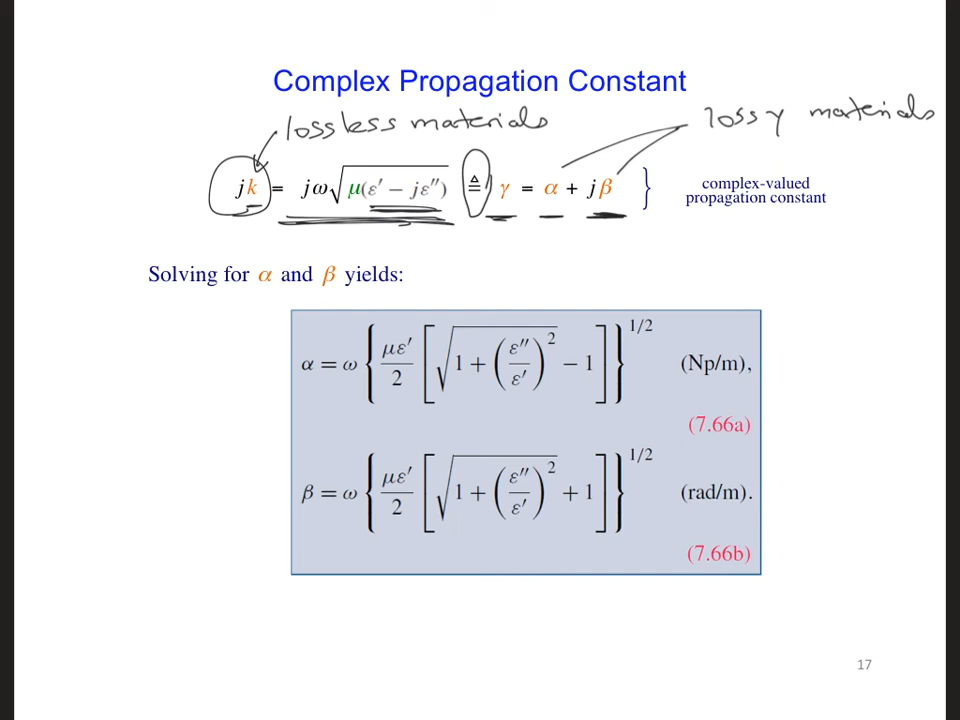 Complex Propagation Constant
lossless materials
lossy materials
jk = jω√μ(ε′ − jε″) ≜ γ = α + jβ } complex-valued
propagation constant
Solving for α and β yields:
α = ω { με′/2 [ √1 + (ε″/ε′)² − 1 ] }^1/2 (Np/m),
(7.66a)
β = ω { με′/2 [ √1 + (ε″/ε′)² + 1 ] }^1/2 (rad/m).
(7.66b)
17